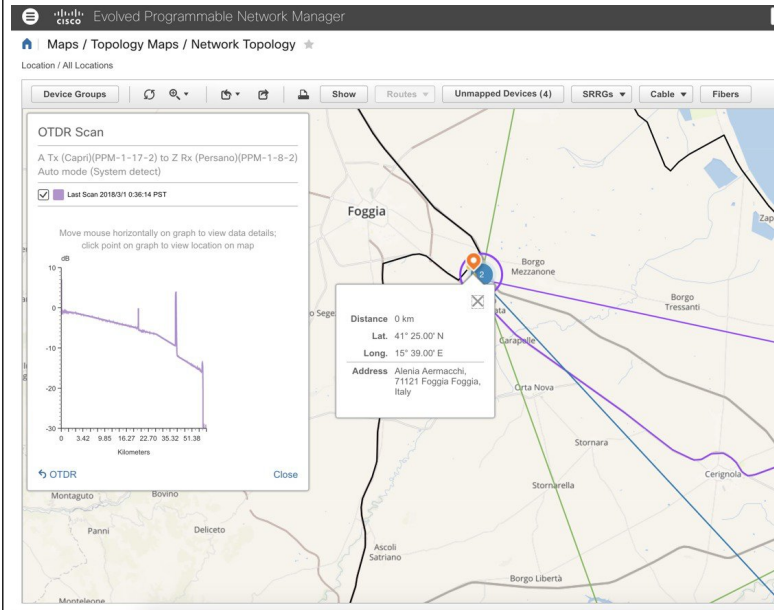 cisco Evolved Programmable Network Manager
Maps / Topology Maps / Network Topology
Location / All Locations
Device Groups Show Routes Unmapped Devices (4) SRRGs Cable Fibers
OTDR Scan
A Tx (Capri)(PPM-1-17-2) to Z Rx (Persano)(PPM-1-8-2)
Auto mode (System detect)
Last Scan 2018/3/1 0:36:14 PST
Move mouse horizontally on graph to view data details;
click point on graph to view location on map
dB
10
0
-10
-20
-30
0 3.42 9.85 16.27 22.70 35.32 51.38
Kilometers
OTDR Close
Foggia
Zap
Borgo
Mezzanone
2
Borgo
Tressanti
o Sege
ata
Carapelle
Distance 0 km
Lat. 41° 25.00' N
Long. 15° 39.00' E
Address Alenia Aermacchi,
71121 Foggia Foggia,
Italy
Orta Nova
Stornara
Cerignola
Stornarella
Montaguto Bovino
Panni Deliceto
Ascoli
Satriano
Borgo Libertà
Monteleone